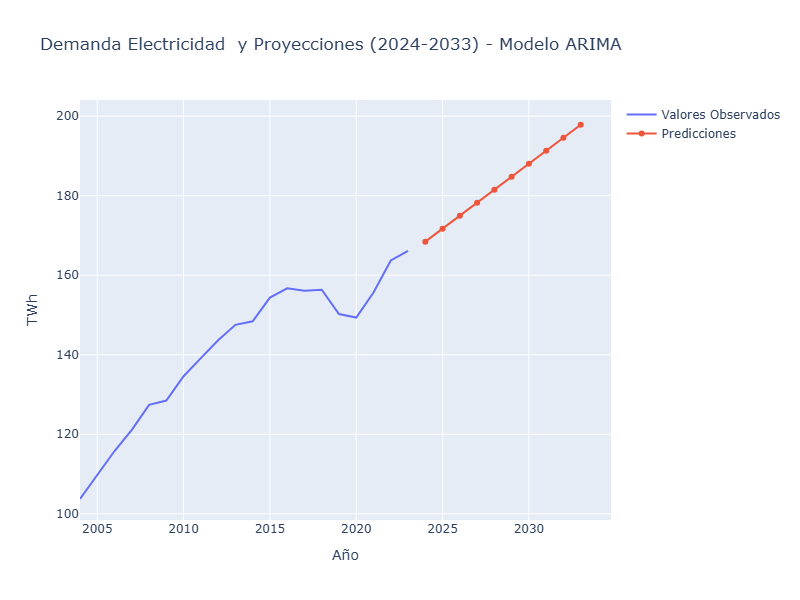 Demanda Electricidad  y Proyecciones (2024-2033) - Modelo ARIMA
Valores Observados
Predicciones
TWh
200
180
160
140
120
100
2005
2010
2015
2020
2025
2030
Año